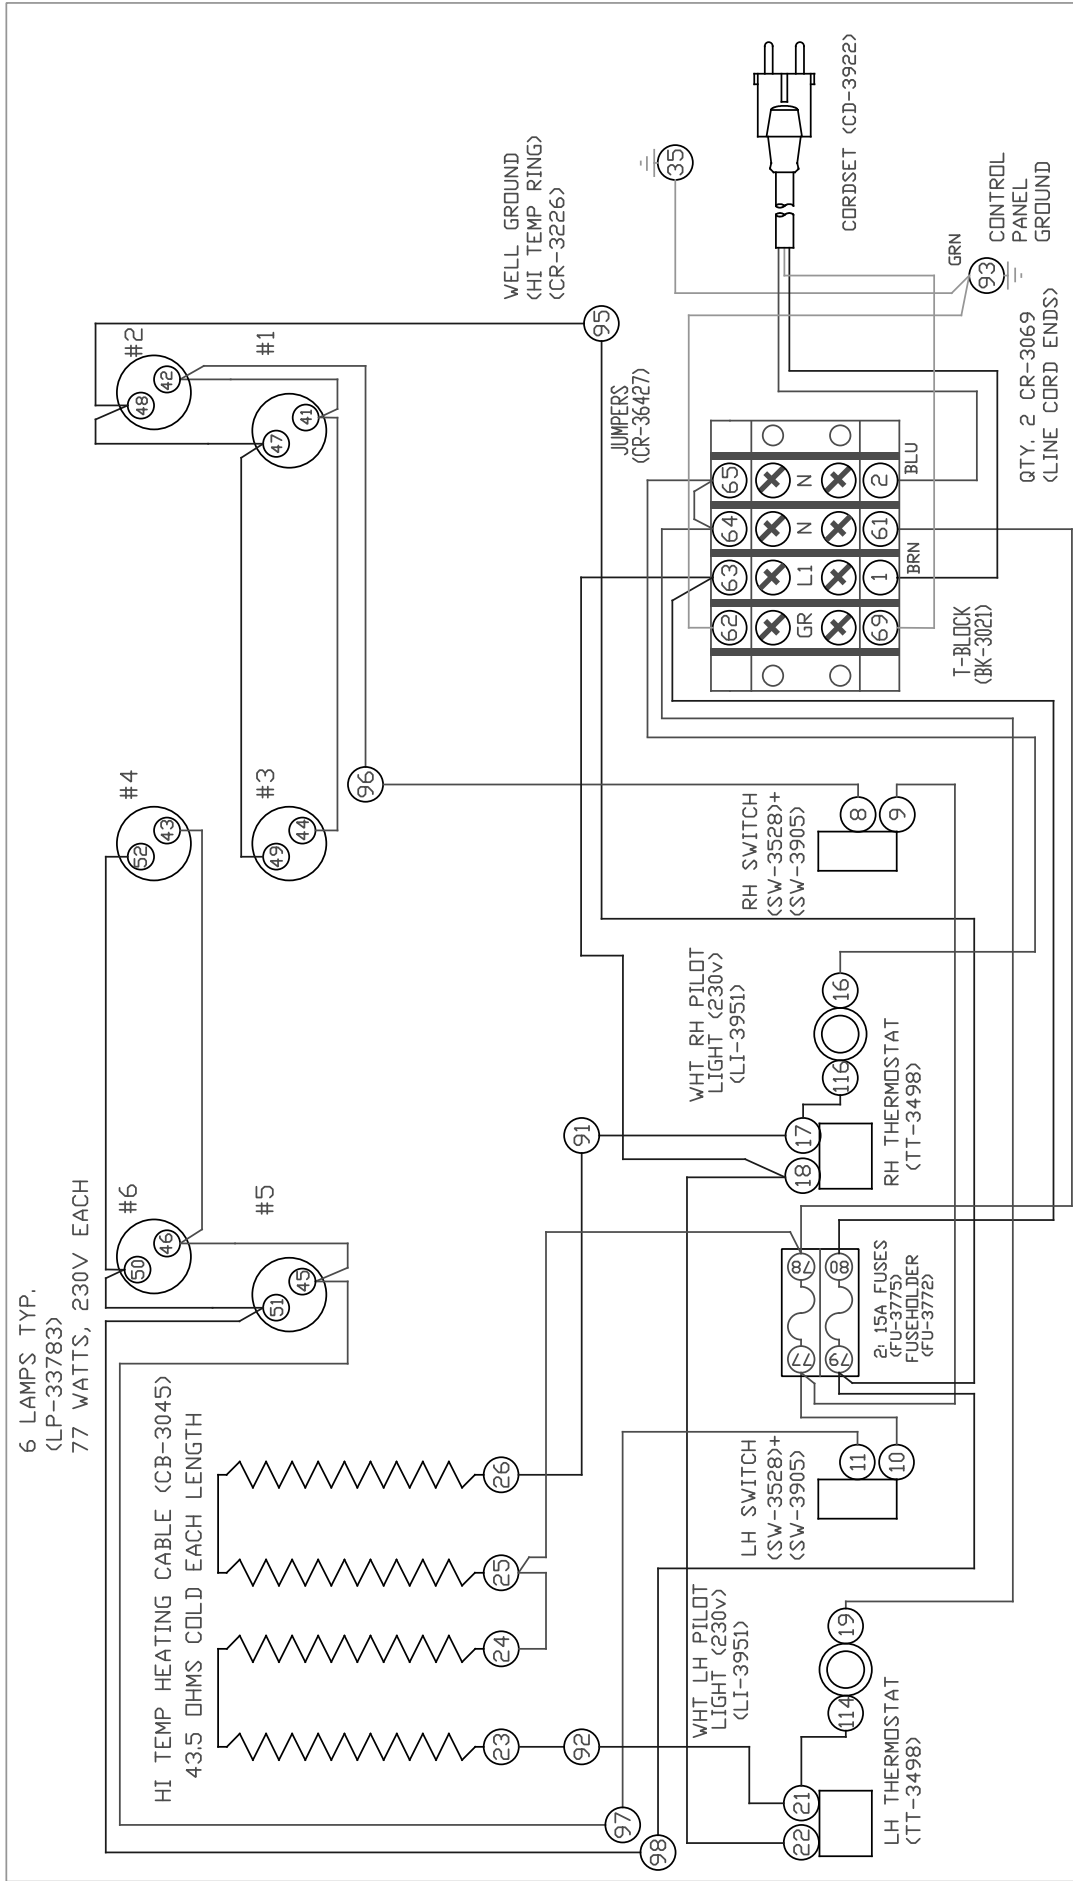 6 LAMPS TYP.
(LP-33783)
77 WATTS, 230V EACH
HI TEMP HEATING CABLE (CB-3045)
43.5 OHMS COLD EACH LENGTH
#6
#5
#4
#3
#2
#1
50
46
51
45
52
43
49
44
48
42
47
41
23
24
25
26
92
91
96
95
97
98
WELL GROUND
(HI TEMP RING)
(CR-3226)
35
CORDSET (CD-3922)
GRN
93
CONTROL
PANEL
GROUND
JUMPERS
(CR-36427)
62
63
64
65
GR
L1
N
N
69
1
61
2
BRN
BLU
T-BLOCK
(BK-3021)
QTY. 2 CR-3069
(LINE CORD ENDS)
RH SWITCH
(SW-3528)+
(SW-3905)
8
9
WHT RH PILOT
LIGHT (230v)
(LI-3951)
116
16
17
18
RH THERMOSTAT
(TT-3498)
77
78
79
80
2: 15A FUSES
(FU-3775)
FUSEHOLDER
(FU-3772)
LH SWITCH
(SW-3528)+
(SW-3905)
11
10
WHT LH PILOT
LIGHT (230v)
(LI-3951)
114
19
22
21
LH THERMOSTAT
(TT-3498)